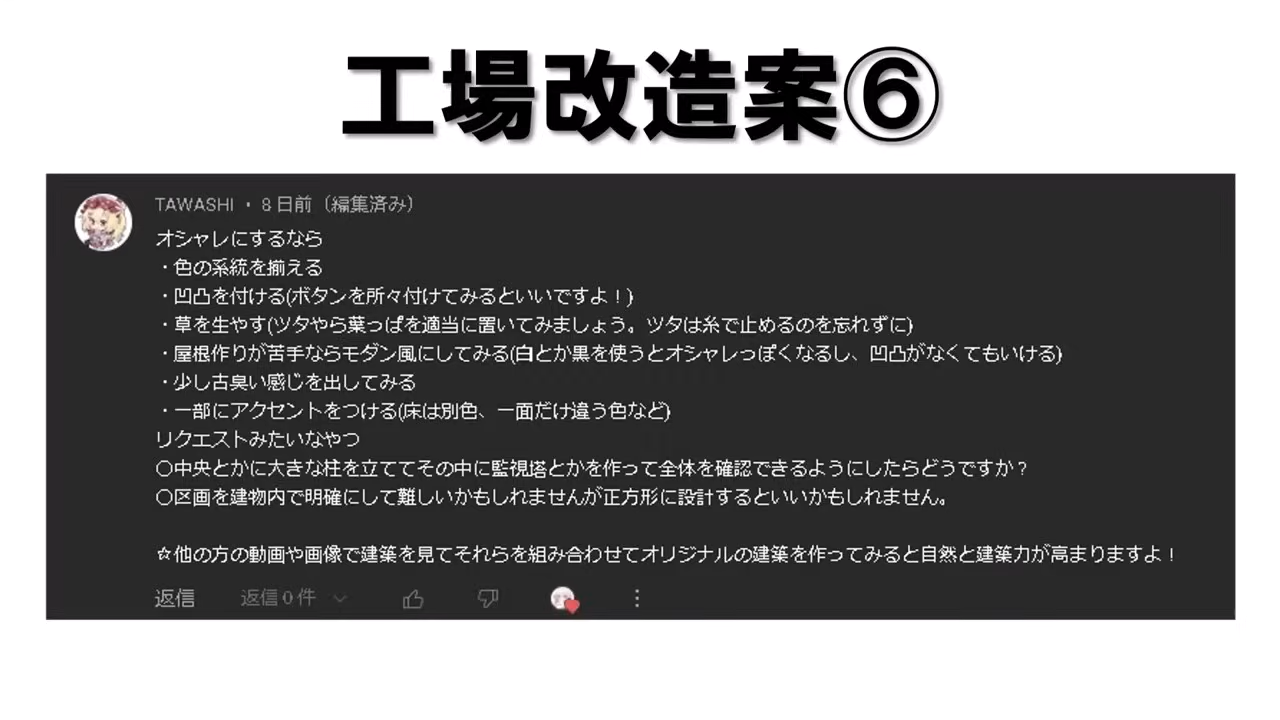 工場改造案⑥
TAWASHI ・ 8 日前（編集済み）
オシャレにするなら
・色の系統を揃える
・凹凸を付ける(ボタンを所々付けてみるといいですよ！)
・草を生やす(ツタやら葉っぱを適当に置いてみましょう。ツタは糸で止めるのを忘れずに)
・屋根作りが苦手ならモダン風にしてみる(白とか黒を使うとオシャレっぽくなるし、凹凸がなくてもいける)
・少し古臭い感じを出してみる
・一部にアクセントをつける(床は別色、一面だけ違う色など)
リクエストみたいなやつ
〇中央とかに大きな柱を立ててその中に監視塔とかを作って全体を確認できるようにしたらどうですか？
〇区画を建物内で明確にして難しいかもしれませんが正方形に設計するといいかもしれません。
☆他の方の動画や画像で建築を見てそれらを組み合わせてオリジナルの建築を作ってみると自然と建築力が高まりますよ！
返信 返信 0 件